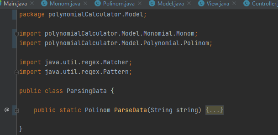 Main.java Monom.java Polinom.java Model.java View.java Controller.
package polynomialCalculator.Model;
import polynomialCalculator.Model.Monomial.Monom;
import polynomialCalculator.Model.Polynomial.Polinom;
import java.util.regex.Matcher;
import java.util.regex.Pattern;
public class ParsingData {
public static Polinom ParseData(String string) {...}
}